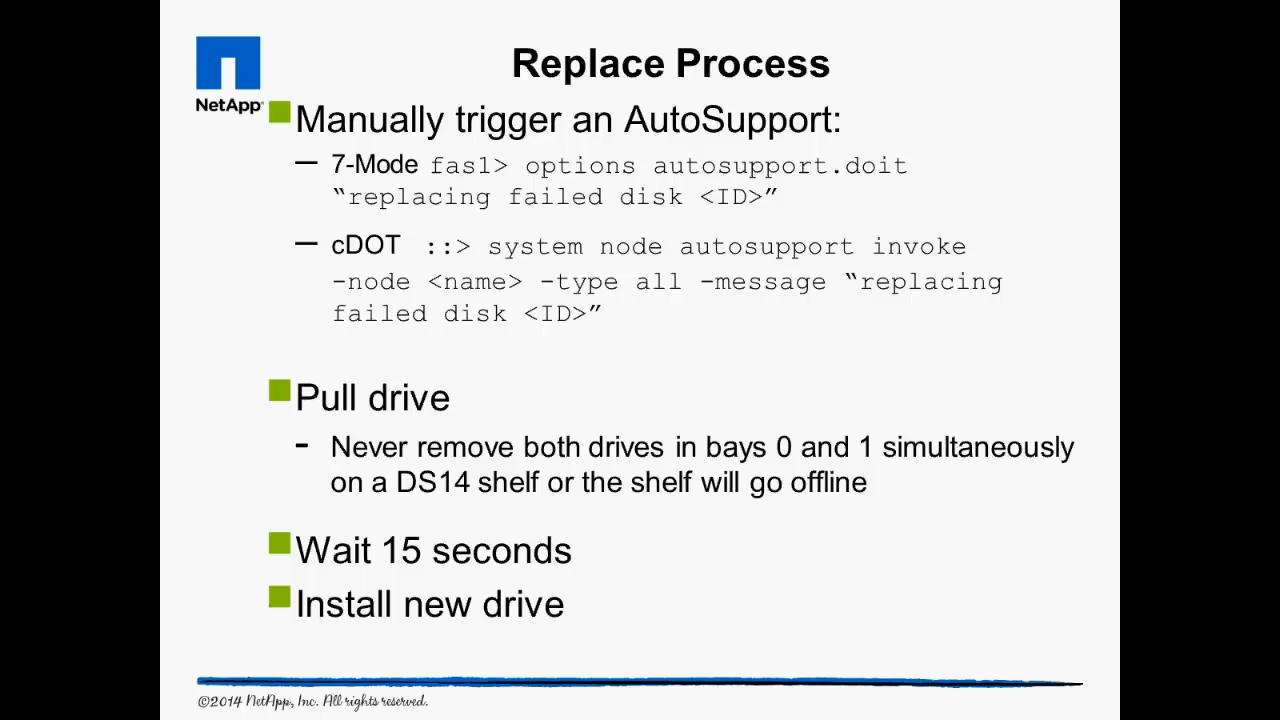 NetApp®
Replace Process
Manually trigger an AutoSupport:
– 7-Mode fas1> options autosupport.doit
“replacing failed disk <ID>”
– cDOT ::> system node autosupport invoke
-node <name> -type all -message “replacing
failed disk <ID>”
Pull drive
- Never remove both drives in bays 0 and 1 simultaneously
on a DS14 shelf or the shelf will go offline
Wait 15 seconds
Install new drive
©2014 NetApp, Inc. All rights reserved.